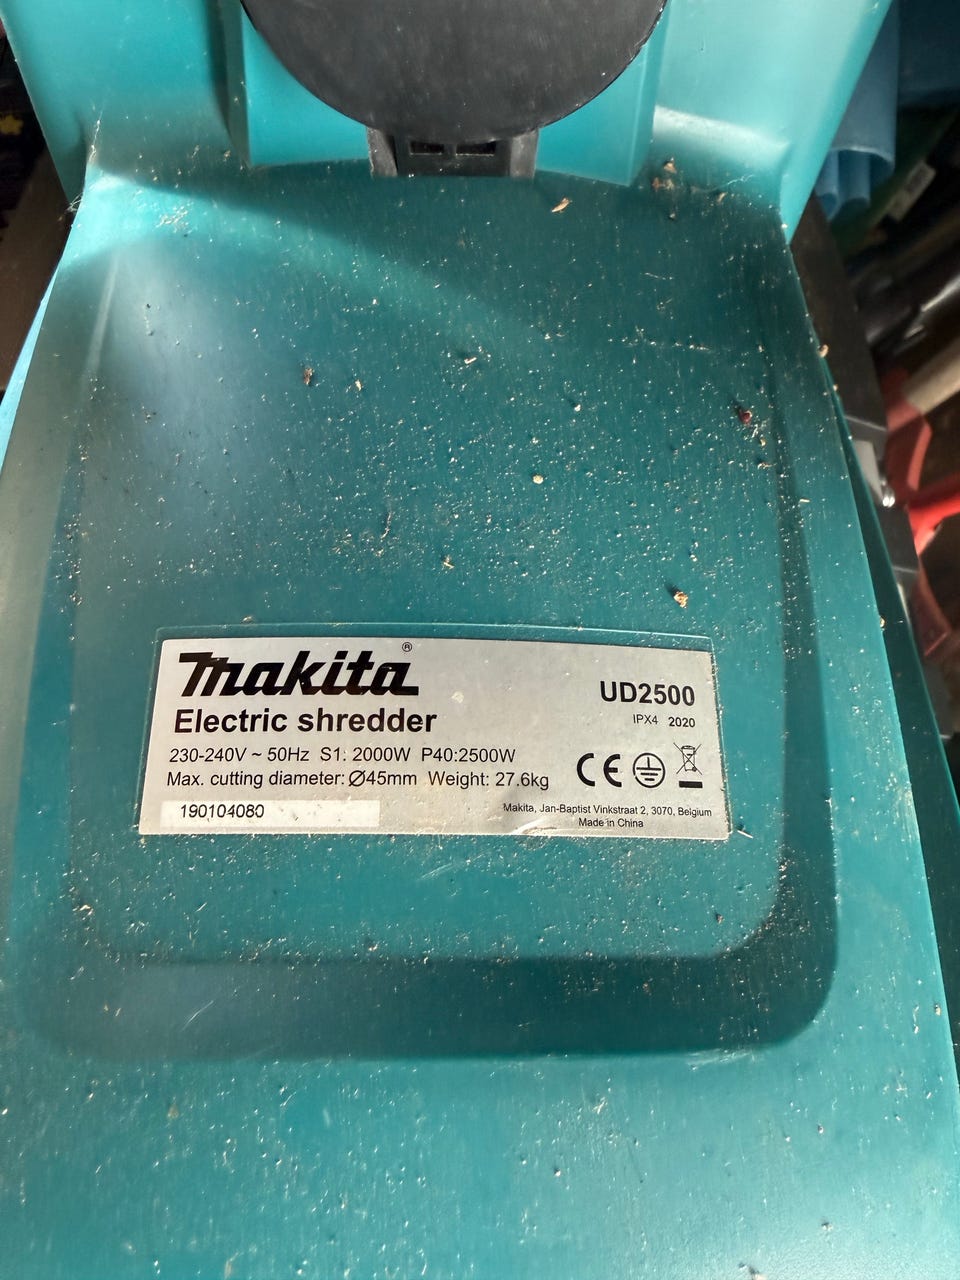 makita®
Electric shredder
UD2500
IPX4 2020
230-240V ~ 50Hz S1: 2000W P40:2500W
Max. cutting diameter: Ø45mm Weight: 27.6kg
CE
190104080
Makita, Jan-Baptist Vinkstraat 2, 3070, Belgium
Made in China